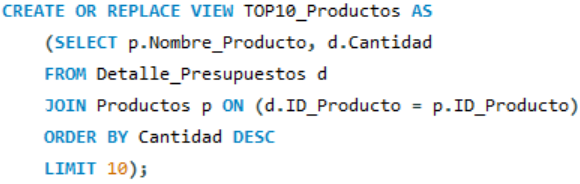 CREATE OR REPLACE VIEW TOP10_Productos AS
(SELECT p.Nombre_Producto, d.Cantidad
FROM Detalle_Presupuestos d
JOIN Productos p ON (d.ID_Producto = p.ID_Producto)
ORDER BY Cantidad DESC
LIMIT 10);